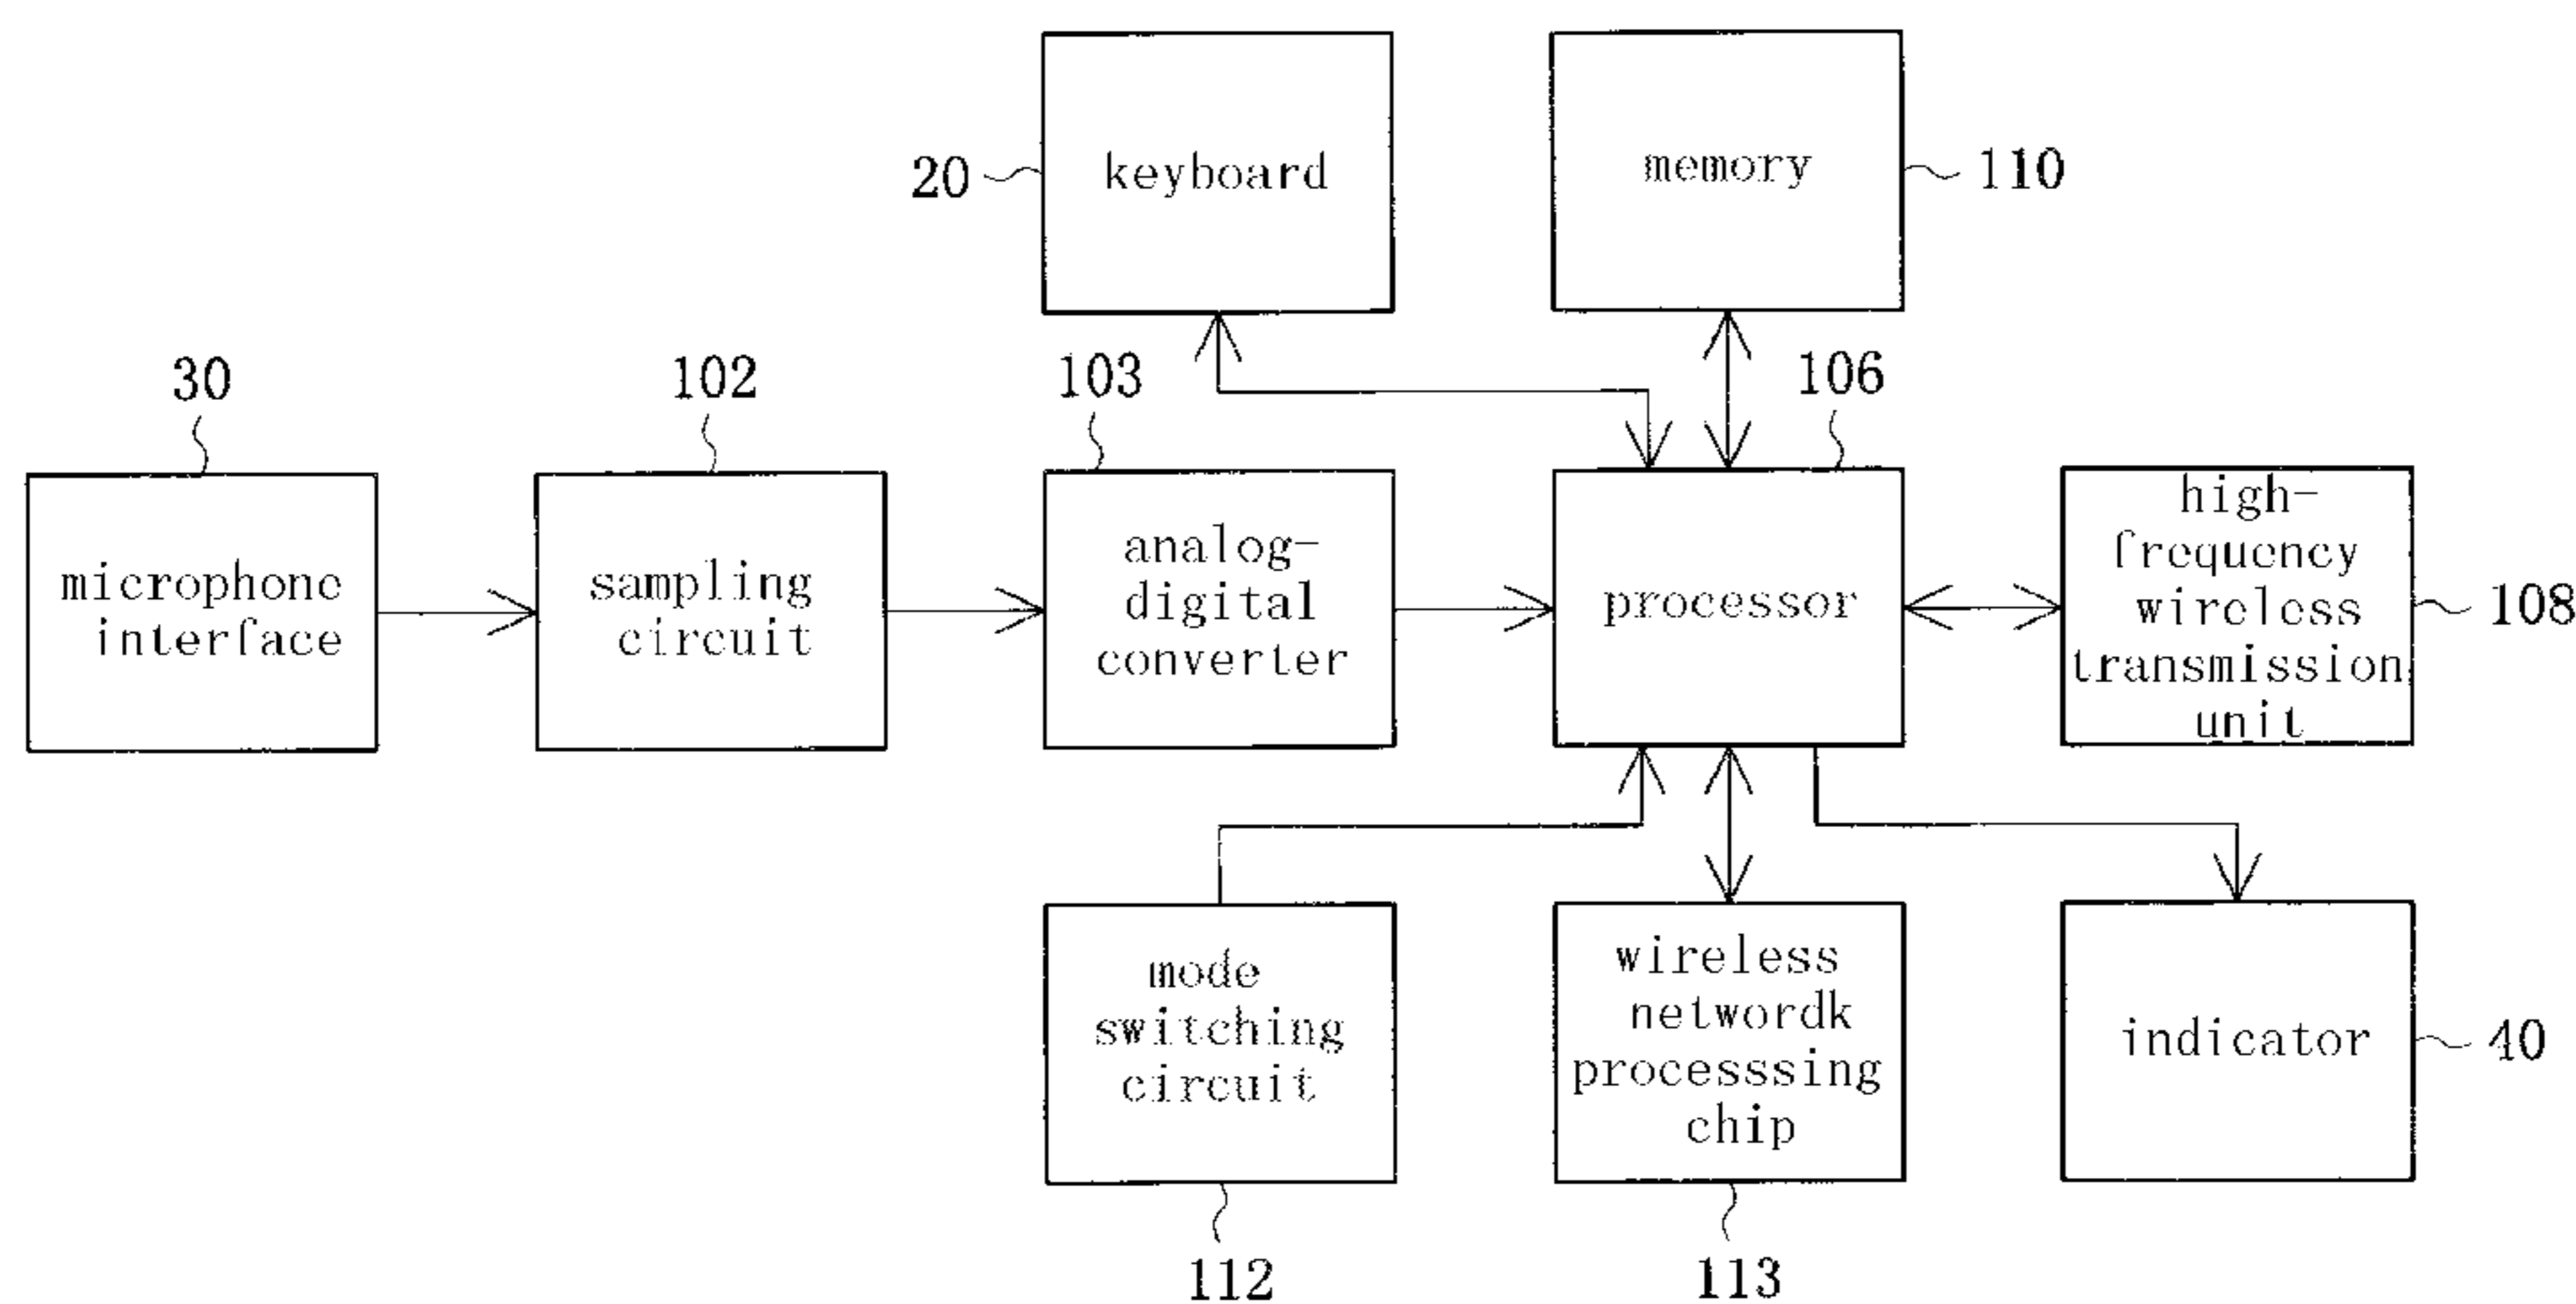 20
keyboard
memory
110
30
102
103
106
microphone
interface
sampling
circuit
analog-
digital
converter
processor
high-
frequency
wireless
transmission
unit
108
mode
switching
circuit
wireless
networdk
processsing
chip
indicator
40
112
113